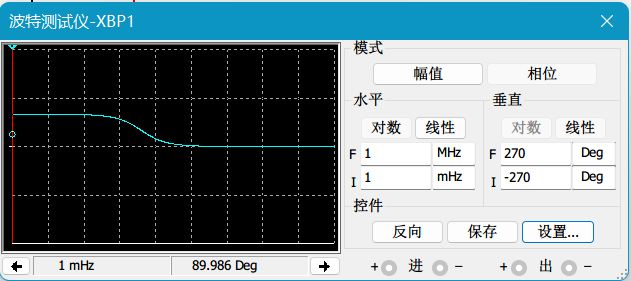 波特测试仪-XBP1
模式
幅值 相位
水平 垂直
对数 线性 对数 线性
F 1 MHz F 270 Deg
I 1 mHz I -270 Deg
控件
反向 保存 设置...
1 mHz 89.986 Deg + 进 - + 出 -